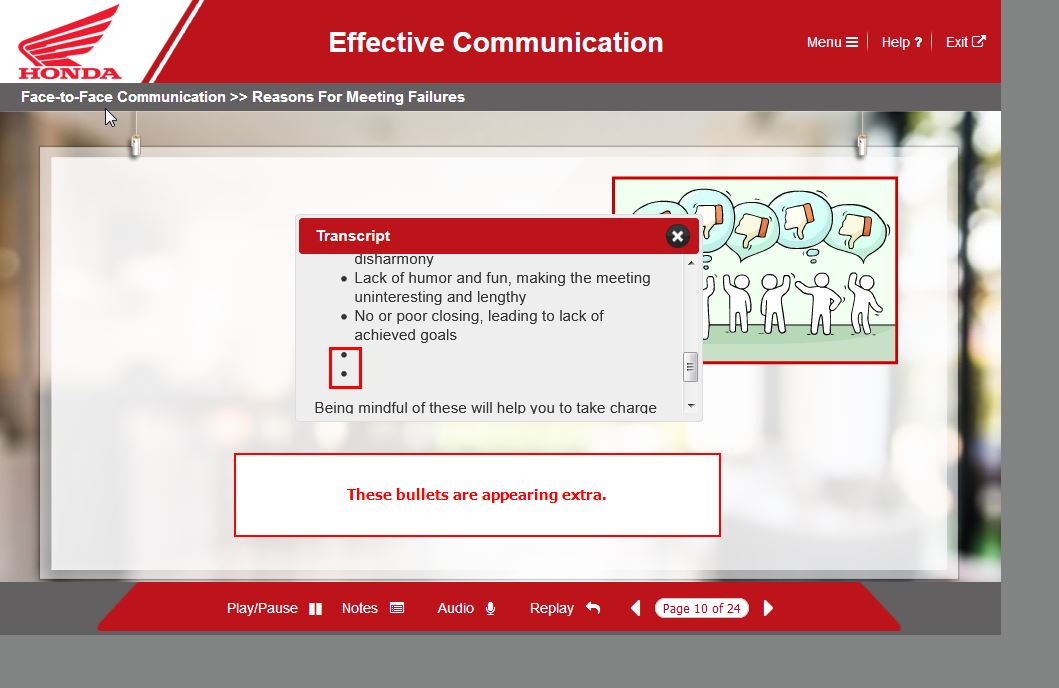 HONDA
Effective Communication
Menu
Help ?
Exit
Face-to-Face Communication >> Reasons For Meeting Failures
Transcript
disharmony
• Lack of humor and fun, making the meeting
uninteresting and lengthy
• No or poor closing, leading to lack of
achieved goals
•
•
Being mindful of these will help you to take charge
These bullets are appearing extra.
Play/Pause
Notes
Audio
Replay
Page 10 of 24